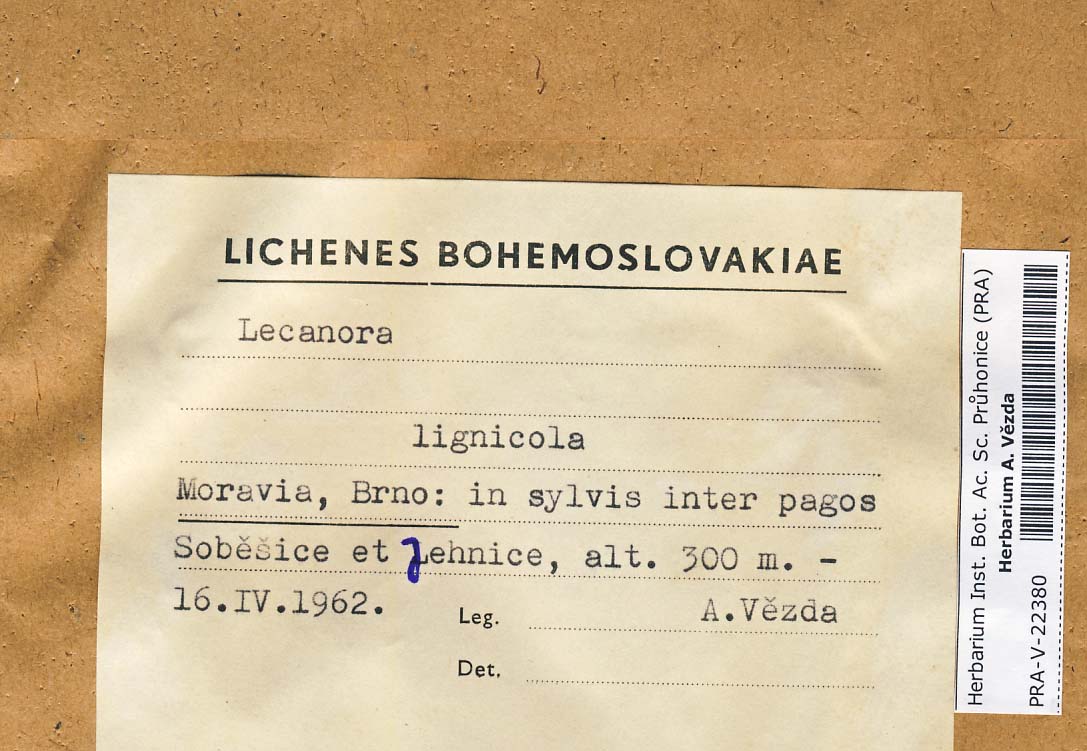 LICHENES BOHEMOSLOVAKIAE
Lecanora
lignicola
Moravia, Brno: in sylvis inter pagos
Soběšice et Jehnice, alt. 300 m. -
16.IV.1962.
Leg. A.Vězda
Det.
Herbarium Inst. Bot. Ac. Sc. Průhonice (PRA)
Herbarium A. Vězda
PRA-V-22380